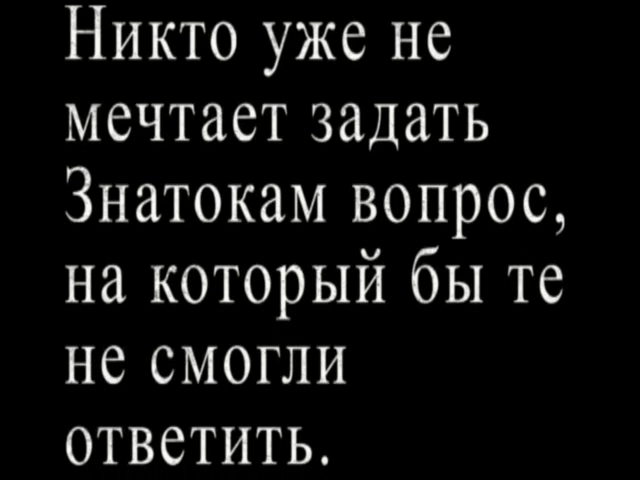 Никто уже не
мечтает задать
Знатокам вопрос,
на который бы те
не смогли
ответить.